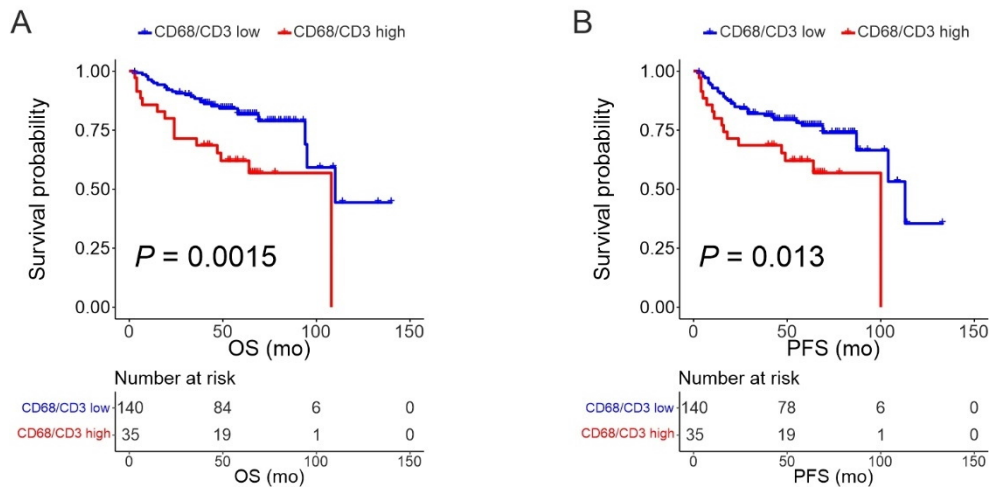 A
CD68/CD3 low CD68/CD3 high
1.00
0.75
0.50
0.25
0.00
Survival probability
P = 0.0015
0 50 100 150
OS (mo)
Number at risk
CD68/CD3 low 140 84 6 0
CD68/CD3 high 35 19 1 0
0 50 100 150
OS (mo)
B
CD68/CD3 low CD68/CD3 high
1.00
0.75
0.50
0.25
0.00
Survival probability
P = 0.013
0 50 100 150
PFS (mo)
Number at risk
CD68/CD3 low 140 78 6 0
CD68/CD3 high 35 19 1 0
0 50 100 150
PFS (mo)